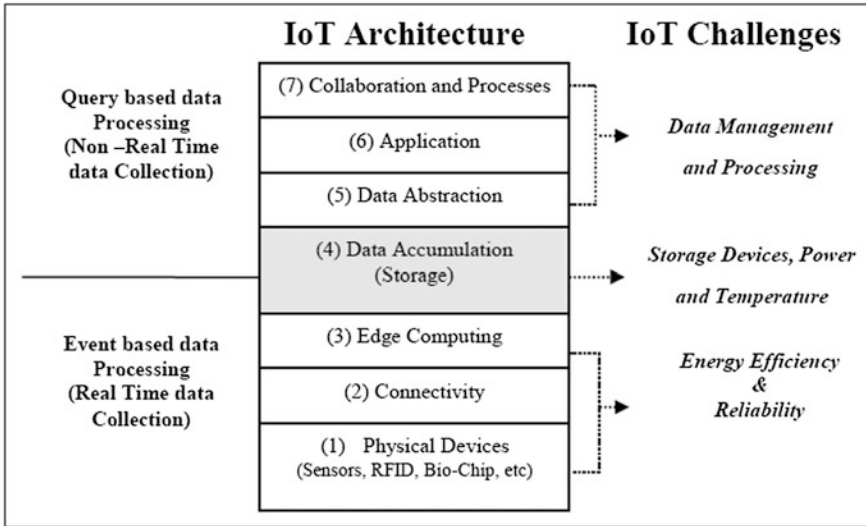 IoT Architecture
IoT Challenges
Query based data
Processing
(Non –Real Time
data Collection)
(7) Collaboration and Processes
(6) Application
(5) Data Abstraction
(4) Data Accumulation
(Storage)
(3) Edge Computing
(2) Connectivity
(1) Physical Devices
(Sensors, RFID, Bio-Chip, etc)
Event based data
Processing
(Real Time data
Collection)
Data Management
and Processing
Storage Devices, Power
and Temperature
Energy Efficiency
&
Reliability